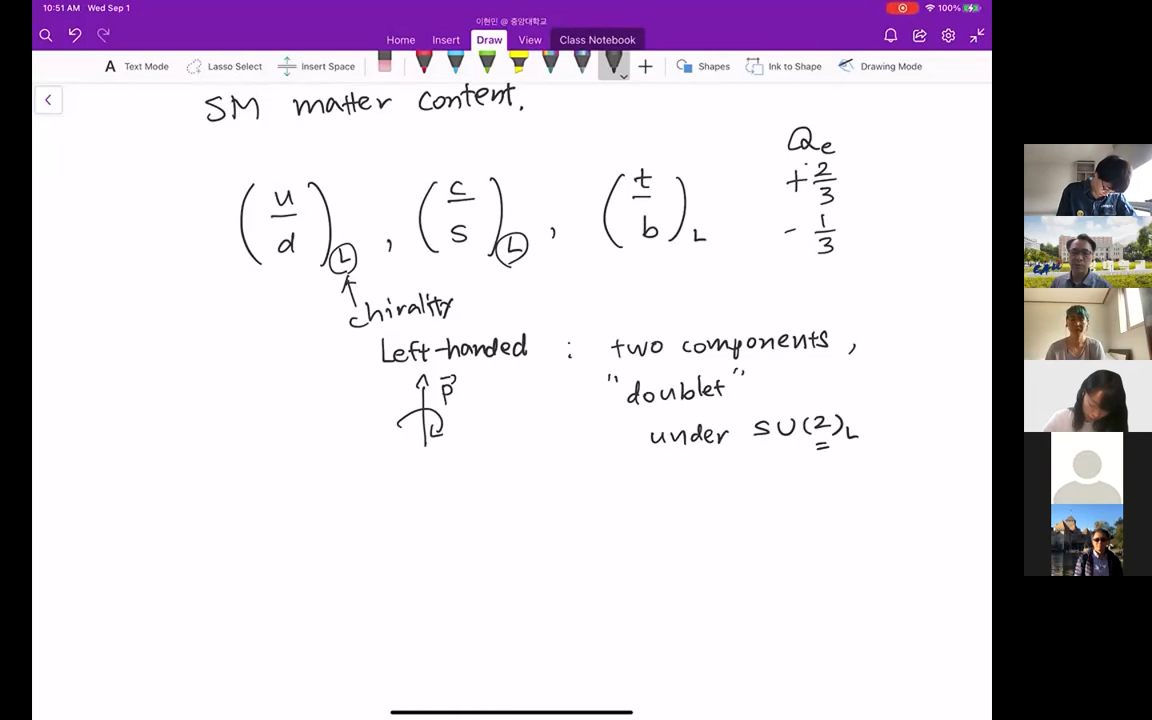 10:51 AM Wed Sep 1
100%
이현민 @ 중앙대학교
Home Insert Draw View Class Notebook
A Text Mode Lasso Select Insert Space Shapes Ink to Shape Drawing Mode
SM matter content.
Qe
+2/3
-1/3
(u d)L , (c s)L , (t b)L
chirality
Left-handed : two components,
p⃗ "doublet"
under SU(2)L